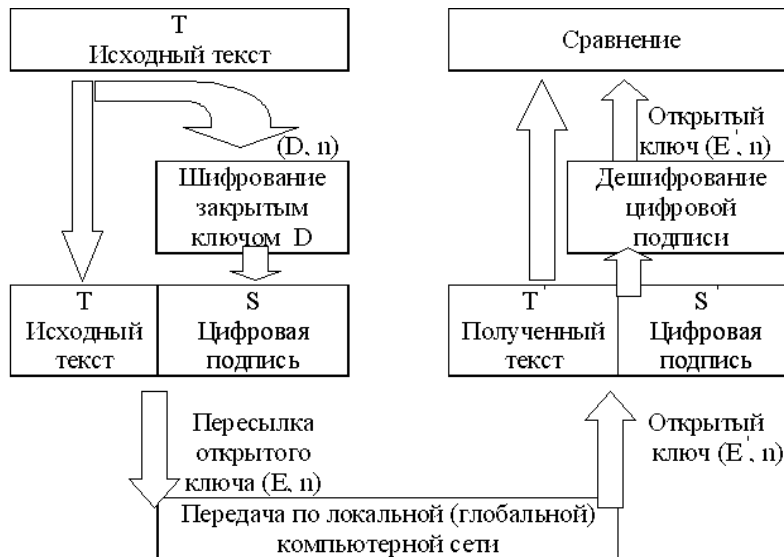 T
Исходный текст
(D, n)
Шифрование
закрытым
ключом D
T
Исходный
текст
S
Цифровая
подпись
Пересылка
открытого
ключа (E, n)
Передача по локальной (глобальной)
компьютерной сети
Сравнение
Открытый
ключ (E', n)
Дешифрование
цифровой
подписи
T'
Полученный
текст
S'
Цифровая
подпись
Открытый
ключ (E', n)